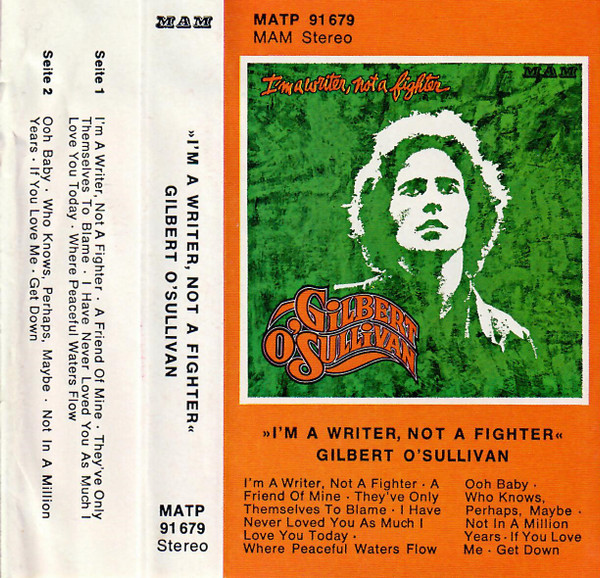 Seite 1
I'm A Writer, Not A Fighter · A Friend Of Mine · They've Only
Themselves To Blame · I Have Never Loved You As Much I
Love You Today · Where Peaceful Waters Flow
Seite 2
Ooh Baby · Who Knows, Perhaps, Maybe · Not In A Million
Years · If You Love Me · Get Down
MAM
»I'M A WRITER, NOT A FIGHTER«
GILBERT O'SULLIVAN
MATP
91679
Stereo
MATP 91679
MAM Stereo
I'm a writer, not a fighter
MAM
GILBERT
O'SULLIVAN
»I'M A WRITER, NOT A FIGHTER«
GILBERT O'SULLIVAN
I'm A Writer, Not A Fighter · A
Friend Of Mine · They've Only
Themselves To Blame · I Have
Never Loved You As Much I
Love You Today ·
Where Peaceful Waters Flow
Ooh Baby ·
Who Knows,
Perhaps, Maybe ·
Not In A Million
Years · If You Love
Me · Get Down